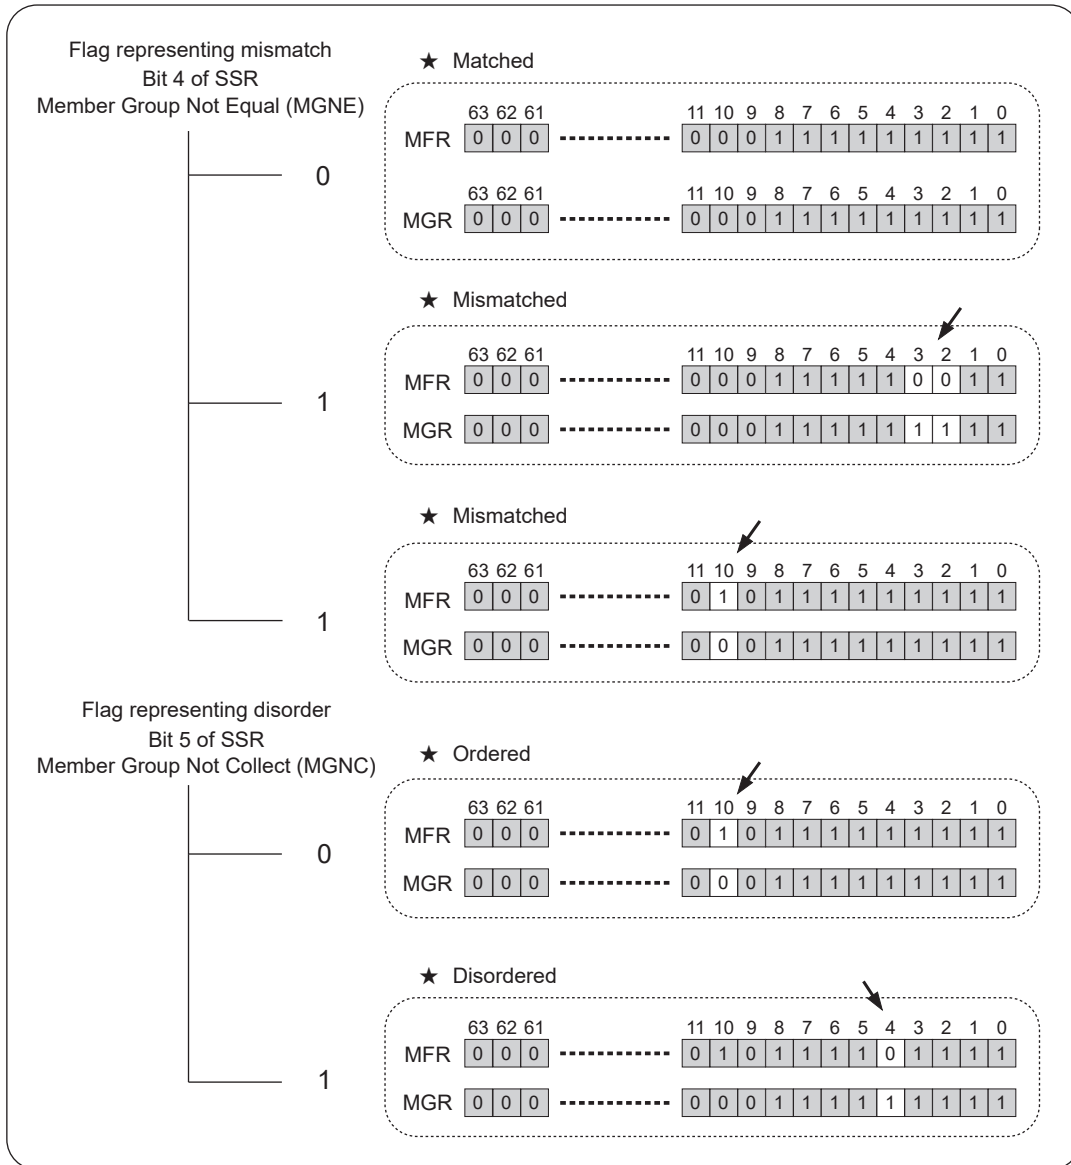 Flag representing mismatch
Bit 4 of SSR
Member Group Not Equal (MGNE)
★ Matched
63 62 61 11 10 9 8 7 6 5 4 3 2 1 0
MFR 0 0 0 0 0 0 1 1 1 1 1 1 1 1 1
0
63 62 61 11 10 9 8 7 6 5 4 3 2 1 0
MGR 0 0 0 0 0 0 1 1 1 1 1 1 1 1 1
★ Mismatched
63 62 61 11 10 9 8 7 6 5 4 3 2 1 0
MFR 0 0 0 0 0 0 1 1 1 1 1 0 0 1 1
1
MGR 0 0 0 0 0 0 1 1 1 1 1 1 1 1 1
★ Mismatched
63 62 61 11 10 9 8 7 6 5 4 3 2 1 0
MFR 0 0 0 0 1 0 1 1 1 1 1 1 1 1 1
1
MGR 0 0 0 0 0 0 1 1 1 1 1 1 1 1 1
Flag representing disorder
Bit 5 of SSR
Member Group Not Collect (MGNC)
★ Ordered
63 62 61 11 10 9 8 7 6 5 4 3 2 1 0
MFR 0 0 0 0 1 0 1 1 1 1 1 1 1 1 1
0
MGR 0 0 0 0 0 0 1 1 1 1 1 1 1 1 1
★ Disordered
63 62 61 11 10 9 8 7 6 5 4 3 2 1 0
MFR 0 0 0 0 1 0 1 1 1 1 0 1 1 1 1
1
MGR 0 0 0 0 0 0 1 1 1 1 1 1 1 1 1